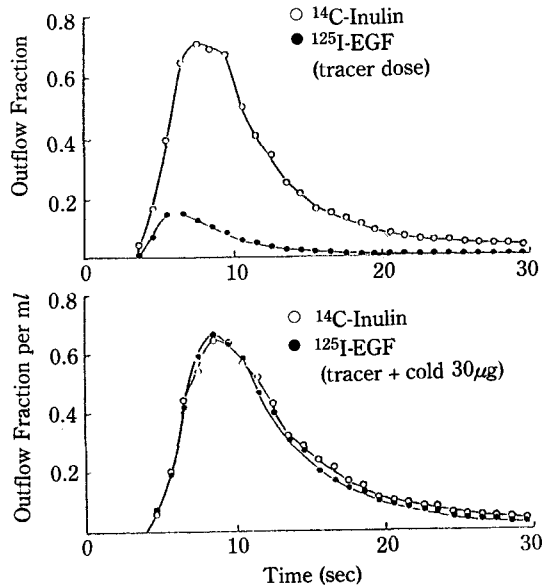 Outflow Fraction
0.8
0.6
0.4
0.2
0
10
20
30
○ ¹⁴C-Inulin
● ¹²⁵I-EGF
(tracer dose)
Outflow Fraction per ml
0.8
0.6
0.4
0.2
0
10
20
30
○ ¹⁴C-Inulin
● ¹²⁵I-EGF
(tracer + cold 30μg)
Time (sec)